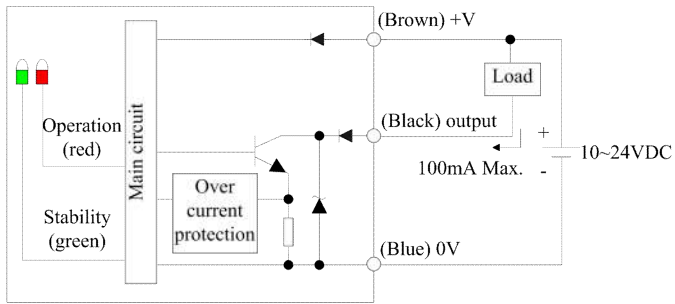 (Brown) +V
Load
(Black) output
Operation
(red)
Main circuit
100mA Max.
+
10~24VDC
-
Over
current
protection
Stability
(green)
(Blue) 0V